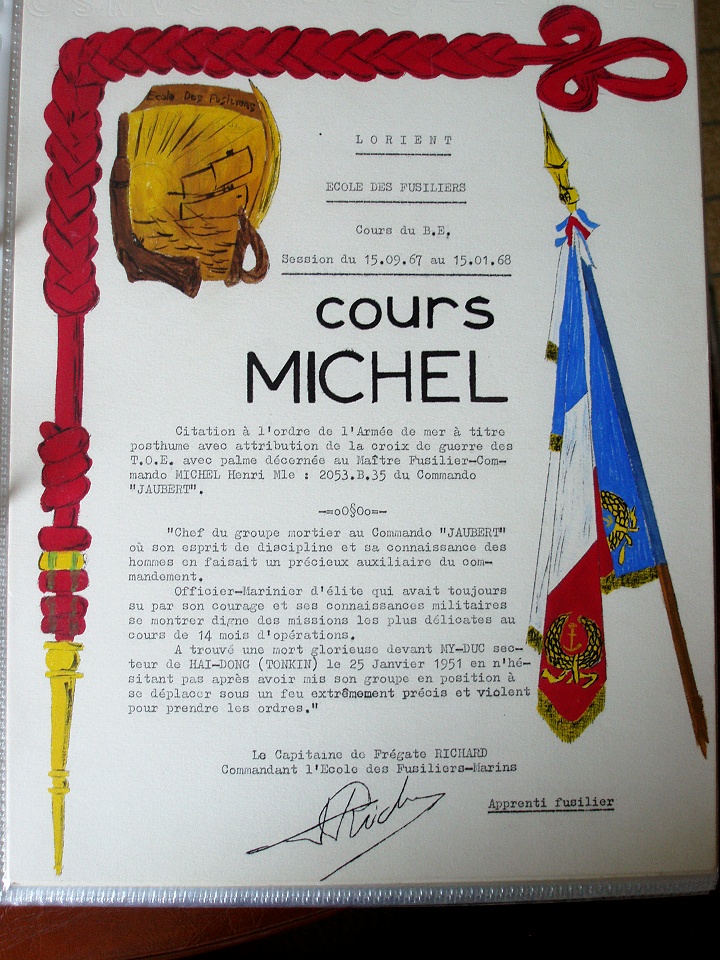 Ecole Des Fusiliers
LORIENT
ECOLE DES FUSILIERS
Cours du B.E,
Session du 15.09.67 au 15.01.68
cours
MICHEL
Citation à l'ordre de l'Armée de mer à titre
posthume avec attribution de la croix de guerre des
T.O.E. avec palme décernée au Maître Fusilier-Com-
mando MICHEL Henri Mle : 2053.B.35 du Commando
"JAUBERT".
-=oO§Oo=-
"Chef du groupe mortier au Commando "JAUBERT"
où son esprit de discipline et sa connaissance des
hommes en faisait un précieux auxiliaire du com-
mandement.
Officier-Marinier d'élite qui avait toujours
su par son courage et ses connaissances militaires
se montrer digne des missions les plus délicates au
cours de 14 mois d'opérations.
A trouvé une mort glorieuse devant MY-DUC sec-
teur de HAI-DONG (TONKIN) le 25 Janvier 1951 en n'hé-
sitant pas après avoir mis son groupe en position à
se déplacer sous un feu extrêmement précis et violent
pour prendre les ordres."
Le Capitaine de Frégate RICHARD
Commandant l'Ecole des Fusiliers-Marins
Apprenti fusilier